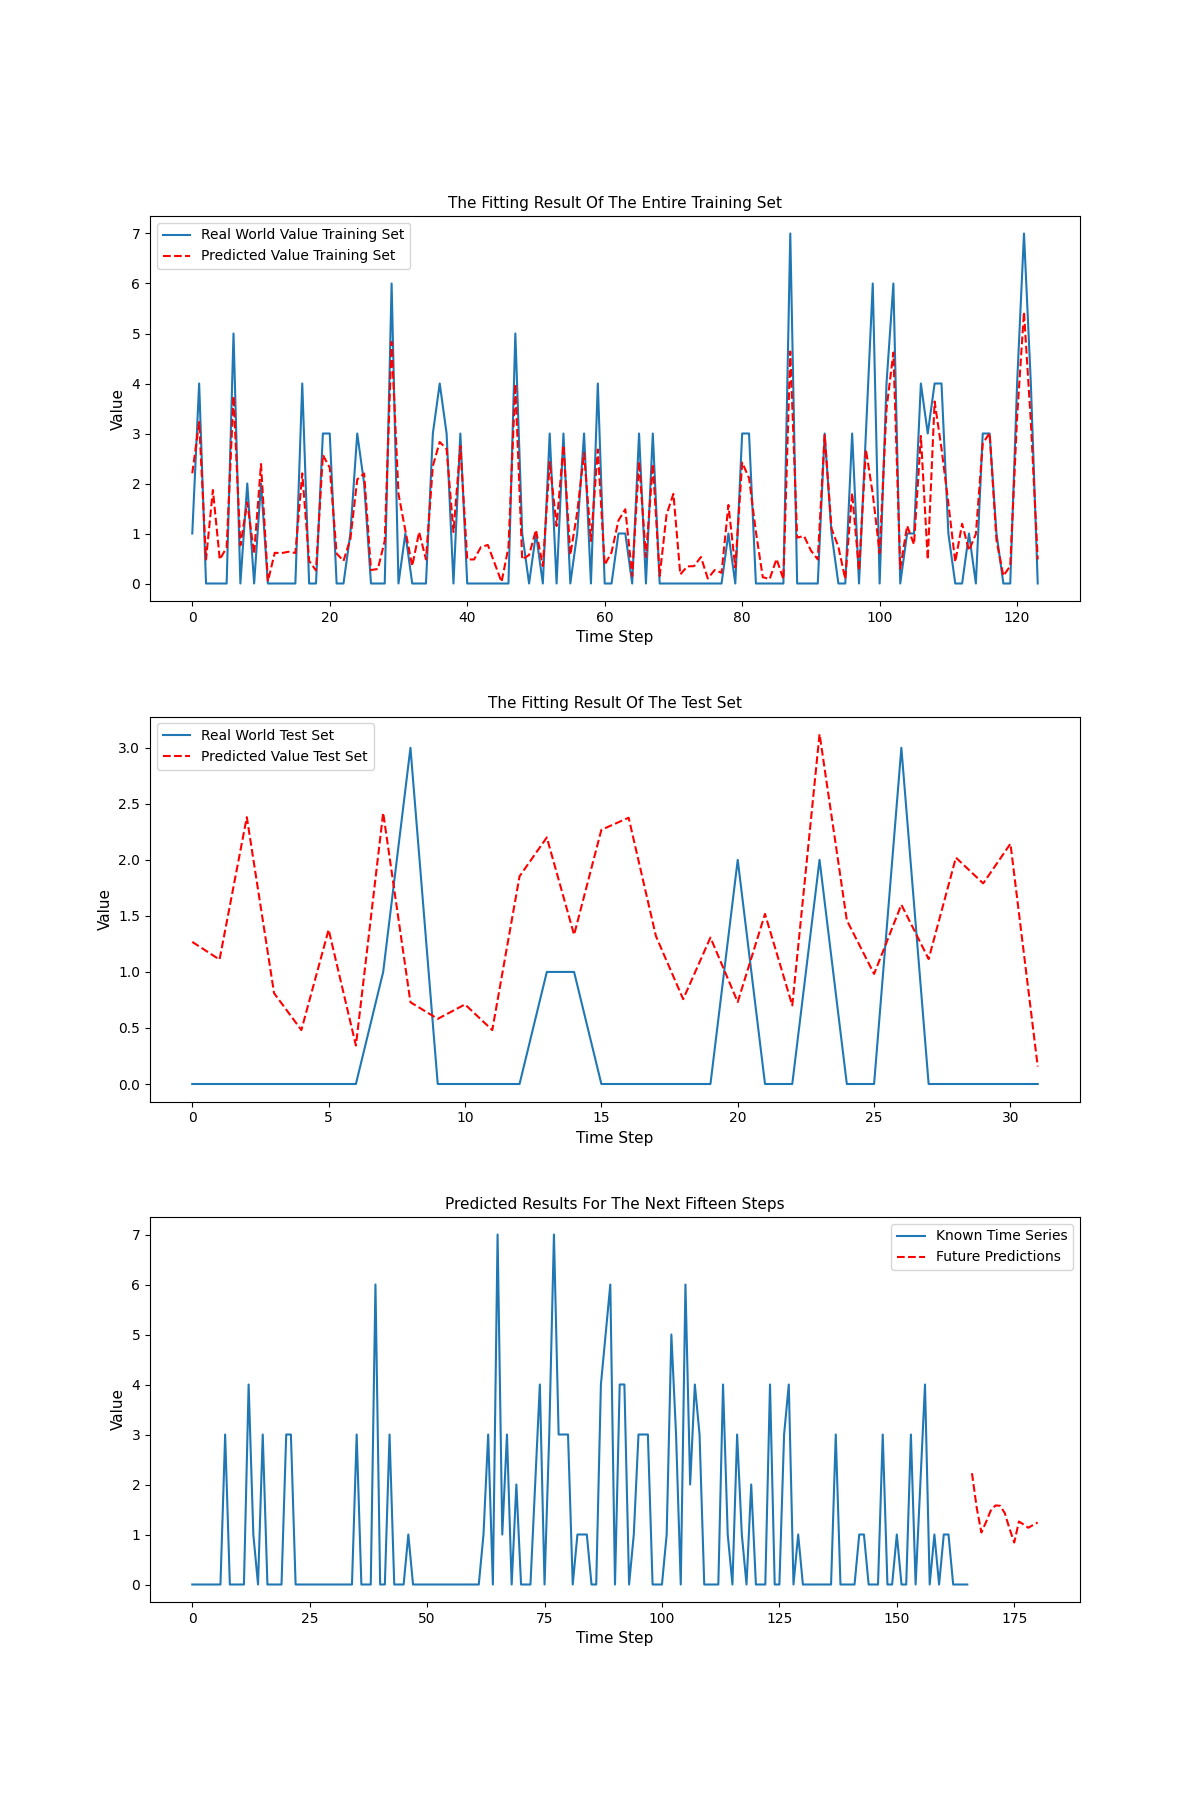 The Fitting Result Of The Entire Training Set
Real World Value Training Set
Predicted Value Training Set
7
6
5
4
3
2
1
0
Value
0 20 40 60 80 100 120
Time Step
The Fitting Result Of The Test Set
Real World Test Set
Predicted Value Test Set
3.0
2.5
2.0
1.5
1.0
0.5
0.0
Value
0 5 10 15 20 25 30
Time Step
Predicted Results For The Next Fifteen Steps
Known Time Series
Future Predictions
7
6
5
4
3
2
1
0
Value
0 25 50 75 100 125 150 175
Time Step